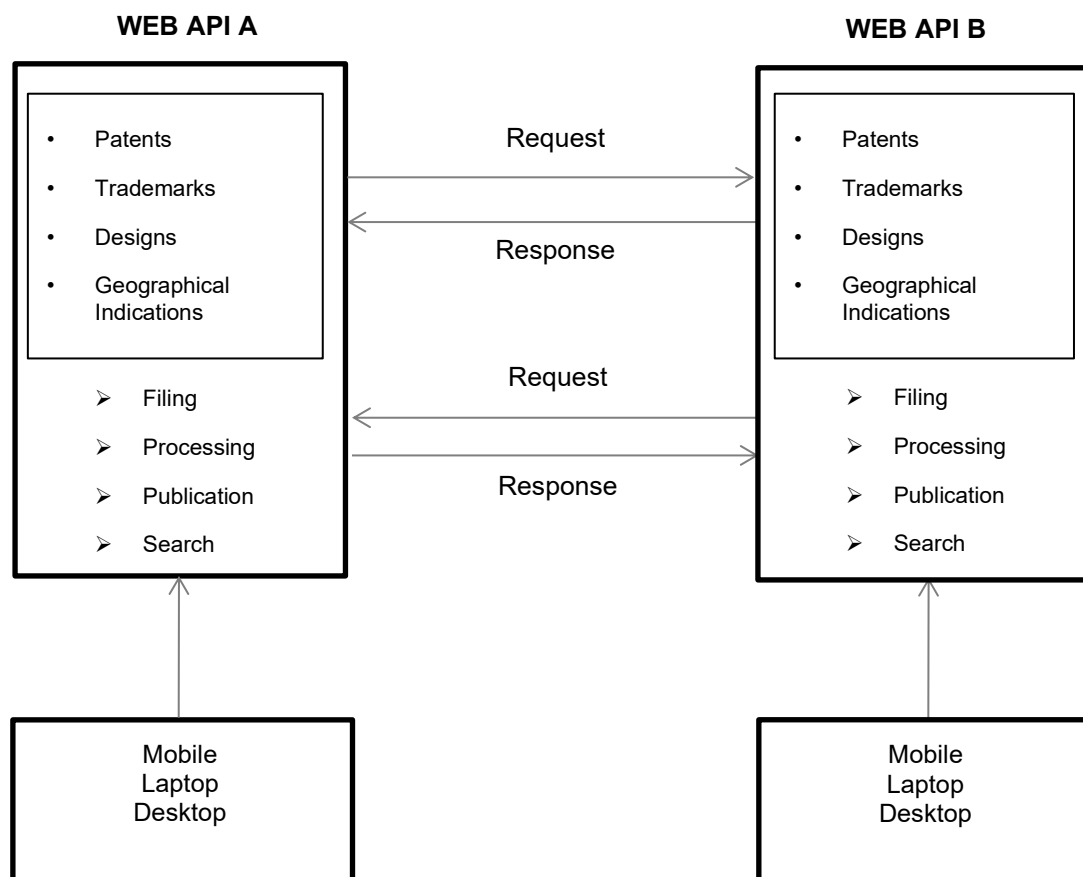 WEB API A
• Patents
• Trademarks
• Designs
• Geographical
Indications
➢ Filing
➢ Processing
➢ Publication
➢ Search
Mobile
Laptop
Desktop
Request
Response
Request
Response
WEB API B
• Patents
• Trademarks
• Designs
• Geographical
Indications
➢ Filing
➢ Processing
➢ Publication
➢ Search
Mobile
Laptop
Desktop